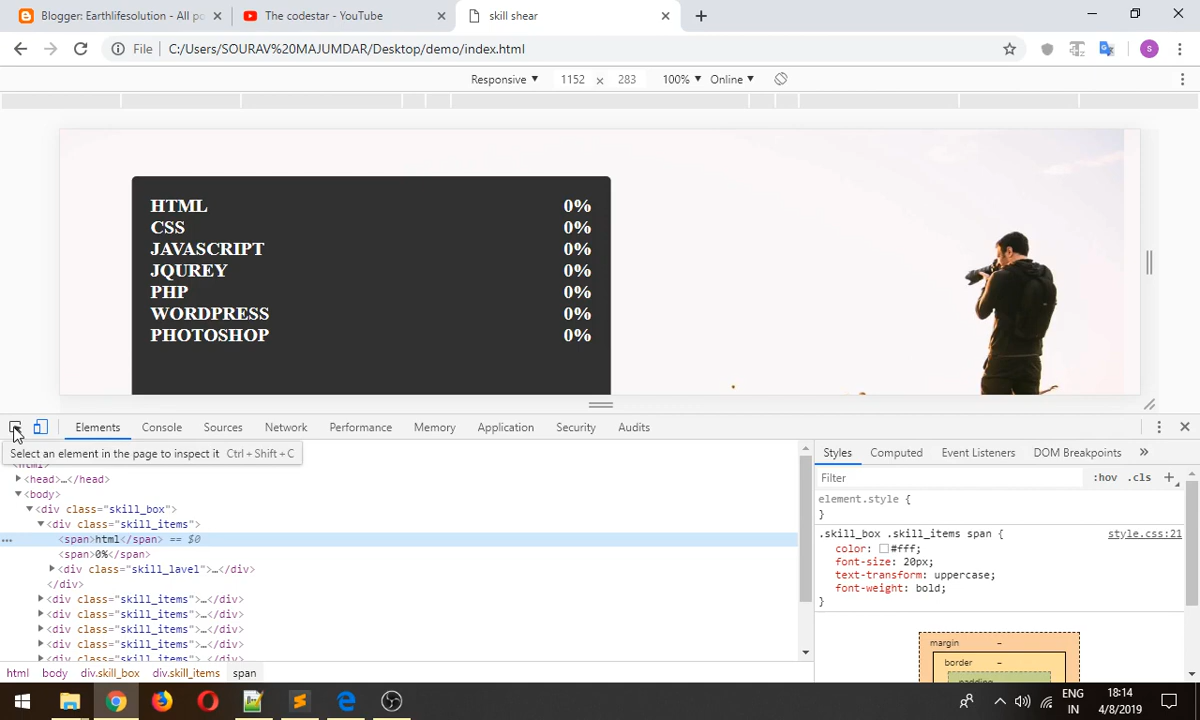 Blogger: Earthlifesolution - All po
The codestar - YouTube
skill shear
File
C:/Users/SOURAV%20MAJUMDAR/Desktop/demo/index.html
S
Responsive ▼ 1152 × 283 100% ▼ Online ▼
HTML 0%
CSS 0%
JAVASCRIPT 0%
JQUREY 0%
PHP 0%
WORDPRESS 0%
PHOTOSHOP 0%
Elements Console Sources Network Performance Memory Application Security Audits
Select an element in the page to inspect it Ctrl + Shift + C
<html>
▶<head>…</head>
▼<body>
▼<div class="skill_box">
▼<div class="skill_items">
<span>html</span> == $0
<span>0%</span>
▶<div class="skill_lavel">…</div>
</div>
▶<div class="skill_items">…</div>
▶<div class="skill_items">…</div>
▶<div class="skill_items">…</div>
▶<div class="skill_items">…</div>
▶<div class="skill_items">…</div>
html body div.skill_box div.skill_items span
Styles Computed Event Listeners DOM Breakpoints »
Filter :hov .cls +
element.style {
}
.skill_box .skill_items span { style.css:21
color: #fff;
font-size: 20px;
text-transform: uppercase;
font-weight: bold;
}
margin –
border –
padding
ENG
IN
18:14
4/8/2019